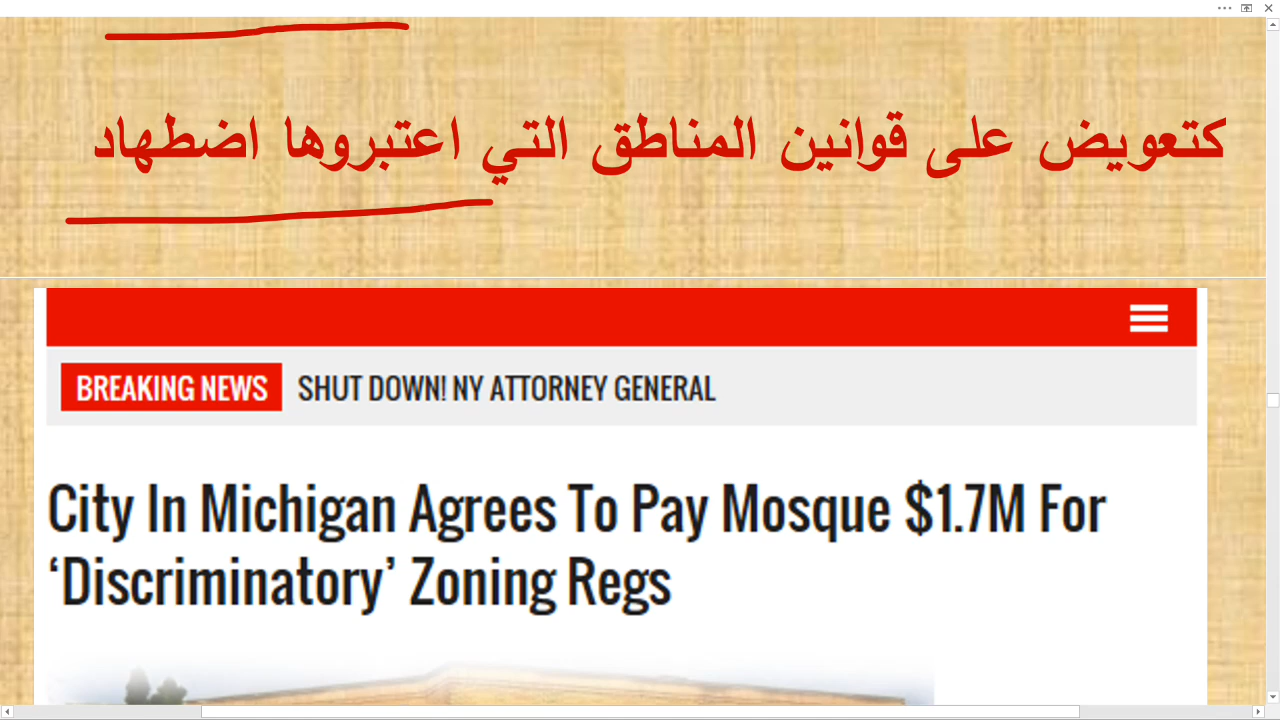 كتعويض على قوانين المناطق التي اعتبروها اضطهاد
BREAKING NEWS SHUT DOWN! NY ATTORNEY GENERAL
City In Michigan Agrees To Pay Mosque $1.7M For
‘Discriminatory’ Zoning Regs